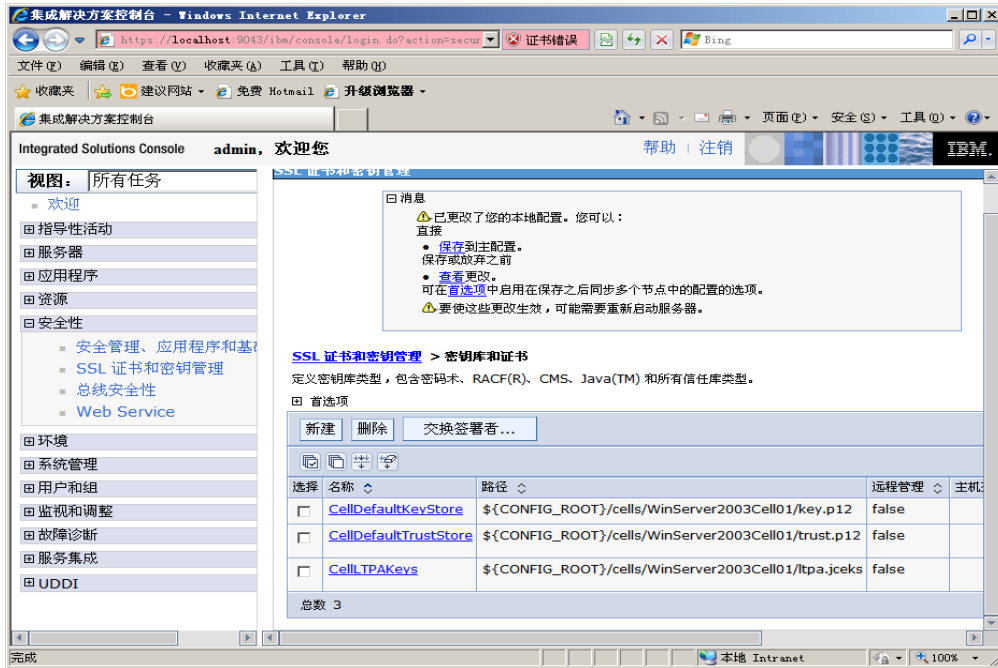 集成解决方案控制台 - Windows Internet Explorer
https://localhost:9043/ibm/console/login.do?action=secur 证书错误 Bing
文件(F) 编辑(E) 查看(V) 收藏夹(A) 工具(T) 帮助(H)
收藏夹 建议网站 免费 Hotmail 升级浏览器
集成解决方案控制台 页面(P) 安全(S) 工具(O)
Integrated Solutions Console admin, 欢迎您 帮助 | 注销 IBM.
视图: 所有任务
欢迎
指导性活动
服务器
应用程序
资源
安全性
安全管理、应用程序和基础
SSL 证书和密钥管理
总线安全性
Web Service
环境
系统管理
用户和组
监视和调整
故障诊断
服务集成
UDDI
SSL 证书和密钥管理
消息
已更改了您的本地配置。您可以:
直接
• 保存到主配置。
保存或放弃之前
• 查看更改。
可在首选项中启用在保存之后同步多个节点中的配置的选项。
要使这些更改生效,可能需要重新启动服务器。
SSL 证书和密钥管理 > 密钥库和证书
定义密钥库类型,包含密码术、RACF(R)、CMS、Java(TM) 和所有信任库类型。
首选项
新建 删除 交换签署者...
选择 名称 路径 远程管理 主机
CellDefaultKeyStore ${CONFIG_ROOT}/cells/WinServer2003Cell01/key.p12 false
CellDefaultTrustStore ${CONFIG_ROOT}/cells/WinServer2003Cell01/trust.p12 false
CellLTPAKeys ${CONFIG_ROOT}/cells/WinServer2003Cell01/ltpa.jceks false
总数 3
完成 本地 Intranet 100%